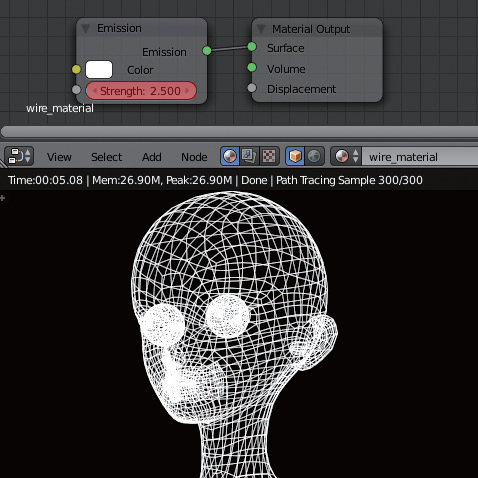 Emission
Material Output
Emission
Surface
Color
Volume
Strength: 2.500
Displacement
wire_material
View Select Add Node wire_material
Time:00:05.08 | Mem:26.90M, Peak:26.90M | Done | Path Tracing Sample 300/300